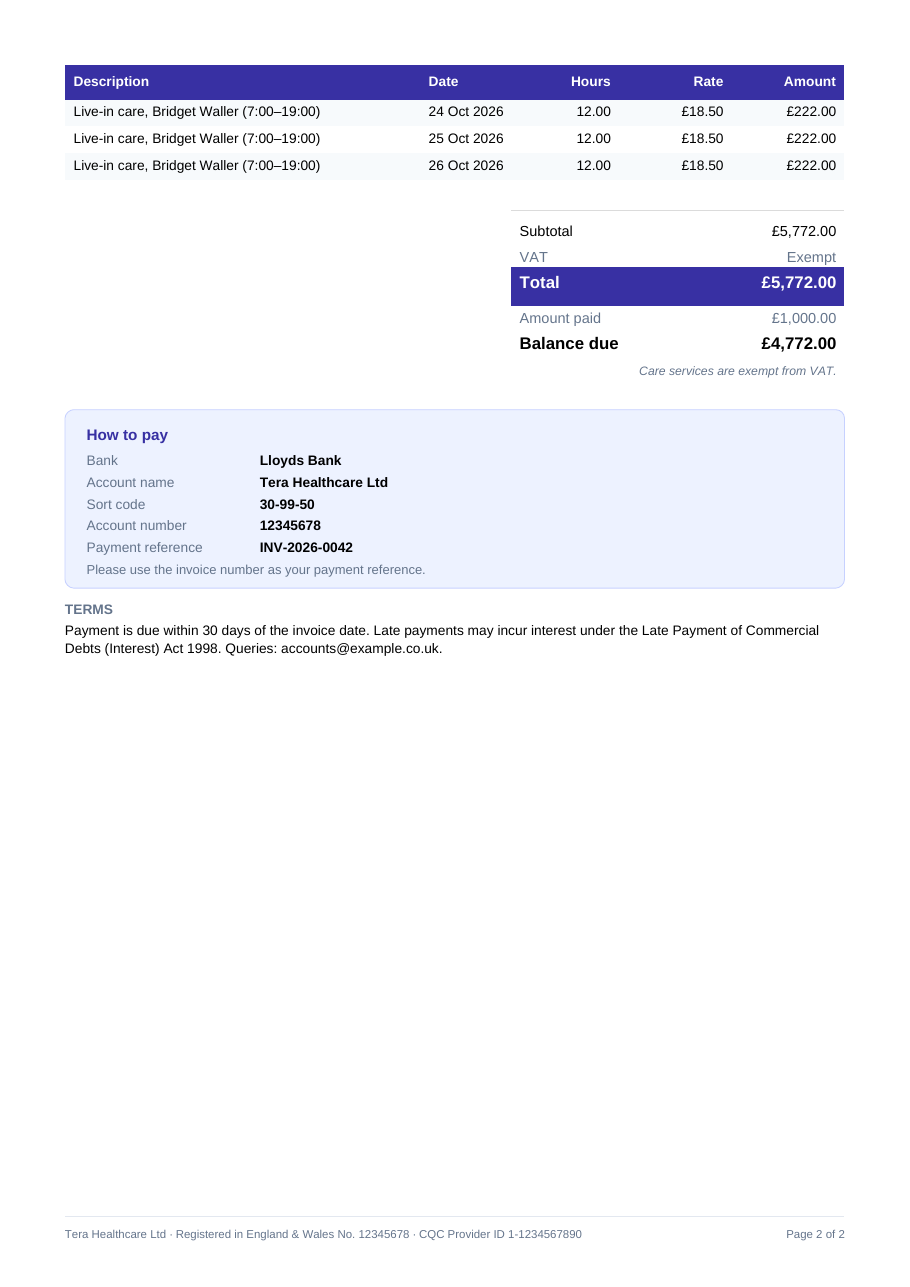 Description Date Hours Rate Amount
Live-in care, Bridget Waller (7:00–19:00) 24 Oct 2026 12.00 £18.50 £222.00
Live-in care, Bridget Waller (7:00–19:00) 25 Oct 2026 12.00 £18.50 £222.00
Live-in care, Bridget Waller (7:00–19:00) 26 Oct 2026 12.00 £18.50 £222.00
Subtotal £5,772.00
VAT Exempt
Total £5,772.00
Amount paid £1,000.00
Balance due £4,772.00
Care services are exempt from VAT.
How to pay
Bank Lloyds Bank
Account name Tera Healthcare Ltd
Sort code 30-99-50
Account number 12345678
Payment reference INV-2026-0042
Please use the invoice number as your payment reference.
TERMS
Payment is due within 30 days of the invoice date. Late payments may incur interest under the Late Payment of Commercial
Debts (Interest) Act 1998. Queries: accounts@example.co.uk.
Tera Healthcare Ltd · Registered in England & Wales No. 12345678 · CQC Provider ID 1-1234567890 Page 2 of 2